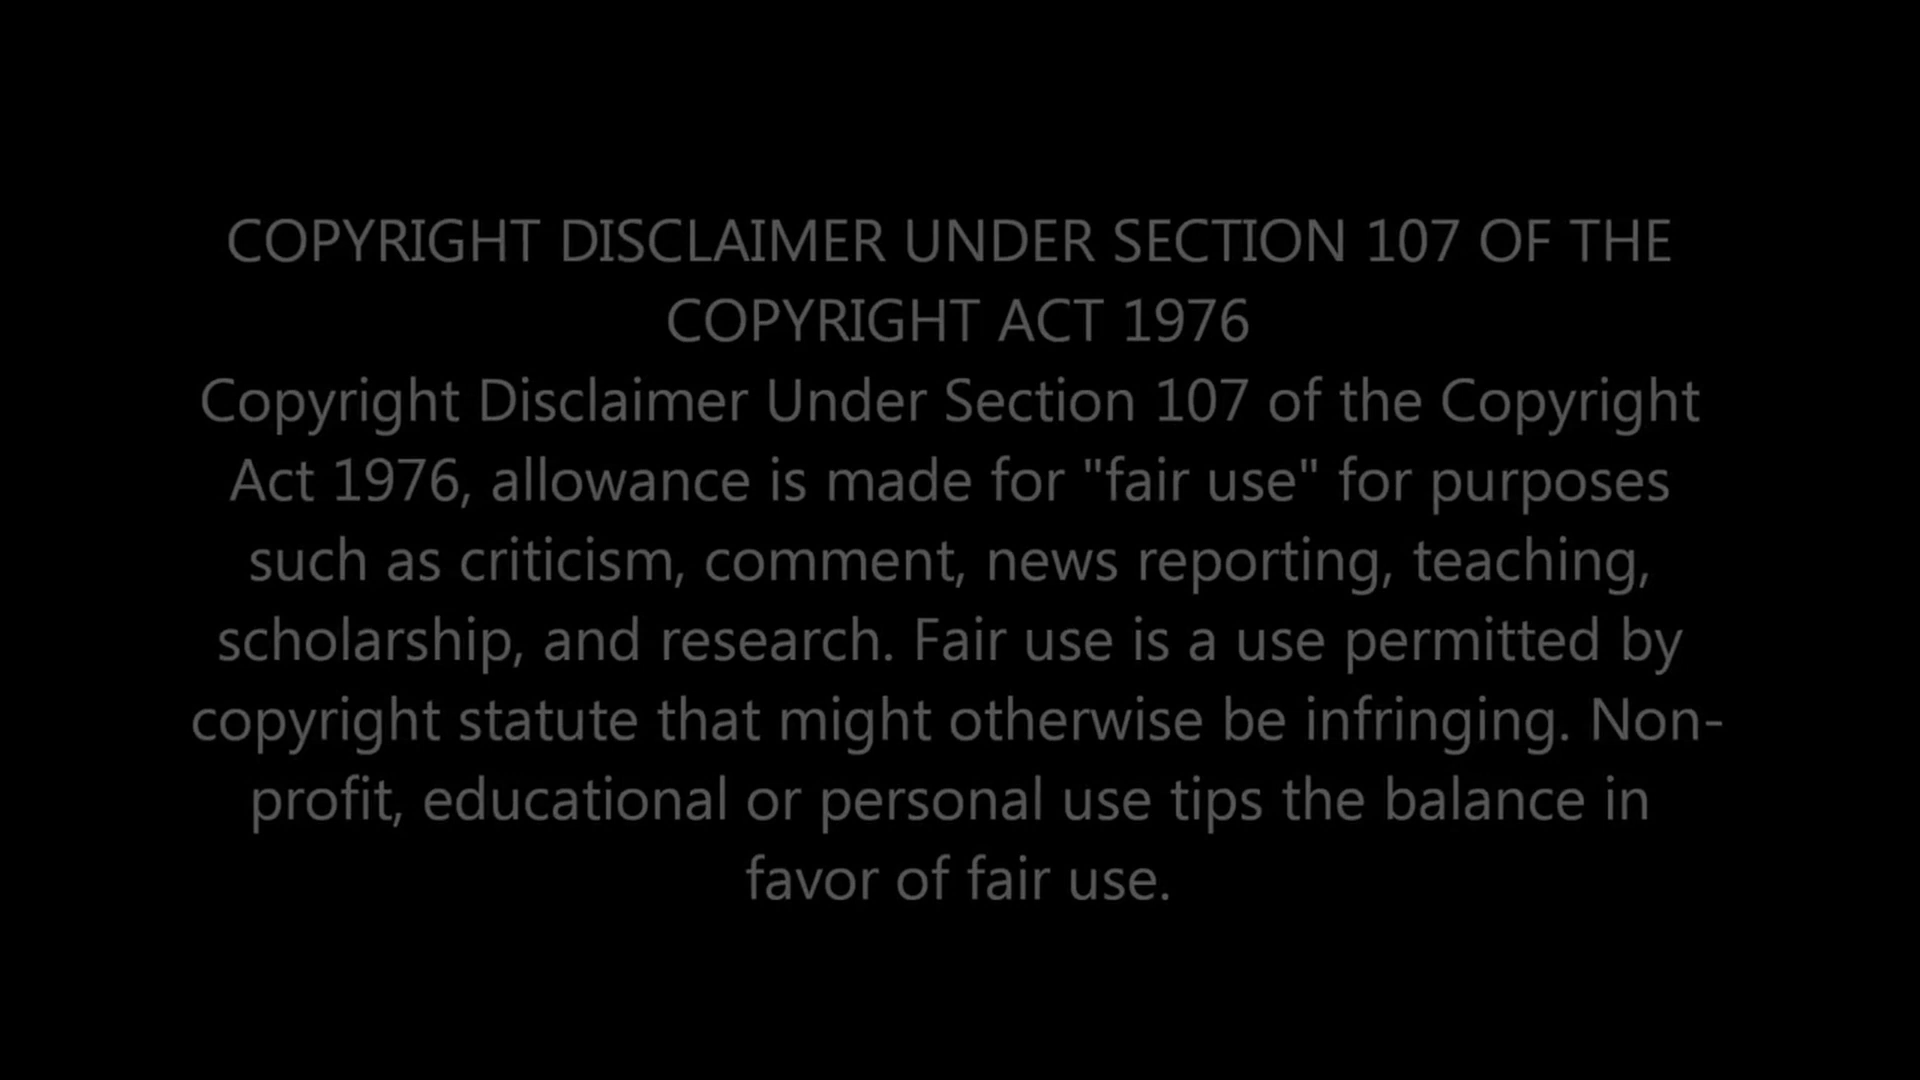 COPYRIGHT DISCLAIMER UNDER SECTION 107 OF THE
COPYRIGHT ACT 1976
Copyright Disclaimer Under Section 107 of the Copyright
Act 1976, allowance is made for "fair use" for purposes
such as criticism, comment, news reporting, teaching,
scholarship, and research. Fair use is a use permitted by
copyright statute that might otherwise be infringing. Non-
profit, educational or personal use tips the balance in
favor of fair use.